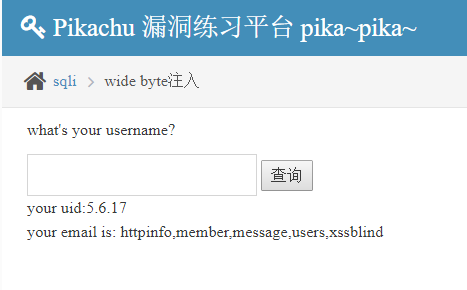 Pikachu 漏洞练习平台 pika~pika~
sqli > wide byte注入
what's your username?
查询
your uid:5.6.17
your email is: httpinfo,member,message,users,xssblind